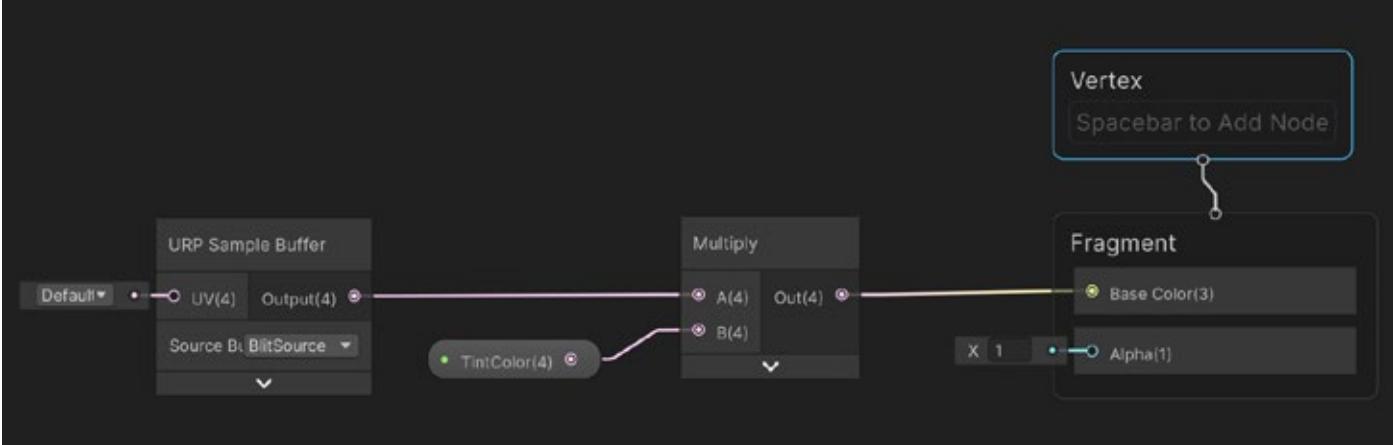 Vertex
Spacebar to Add Node
URP Sample Buffer
Default
UV(4) Output(4)
Source Bu BlitSource
TintColor(4)
Multiply
A(4) Out(4)
B(4)
Fragment
Base Color(3)
X 1
Alpha(1)